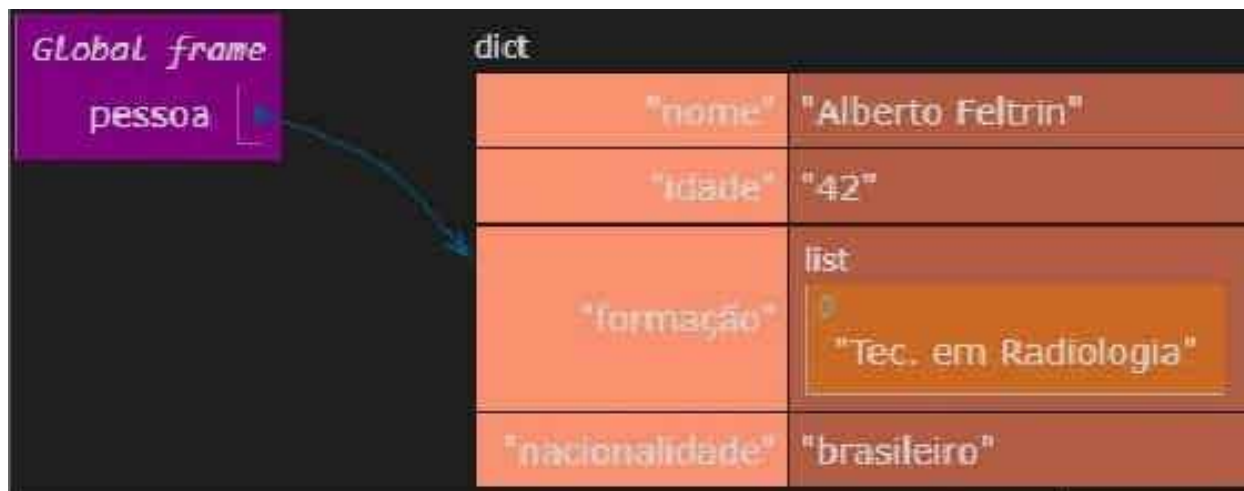 Global frame
pessoa
dict
"nome" "Alberto Feltrin"
"idade" "42"
list
0
"formação"
"Tec. em Radiologia"
"nacionalidade" "brasileiro"